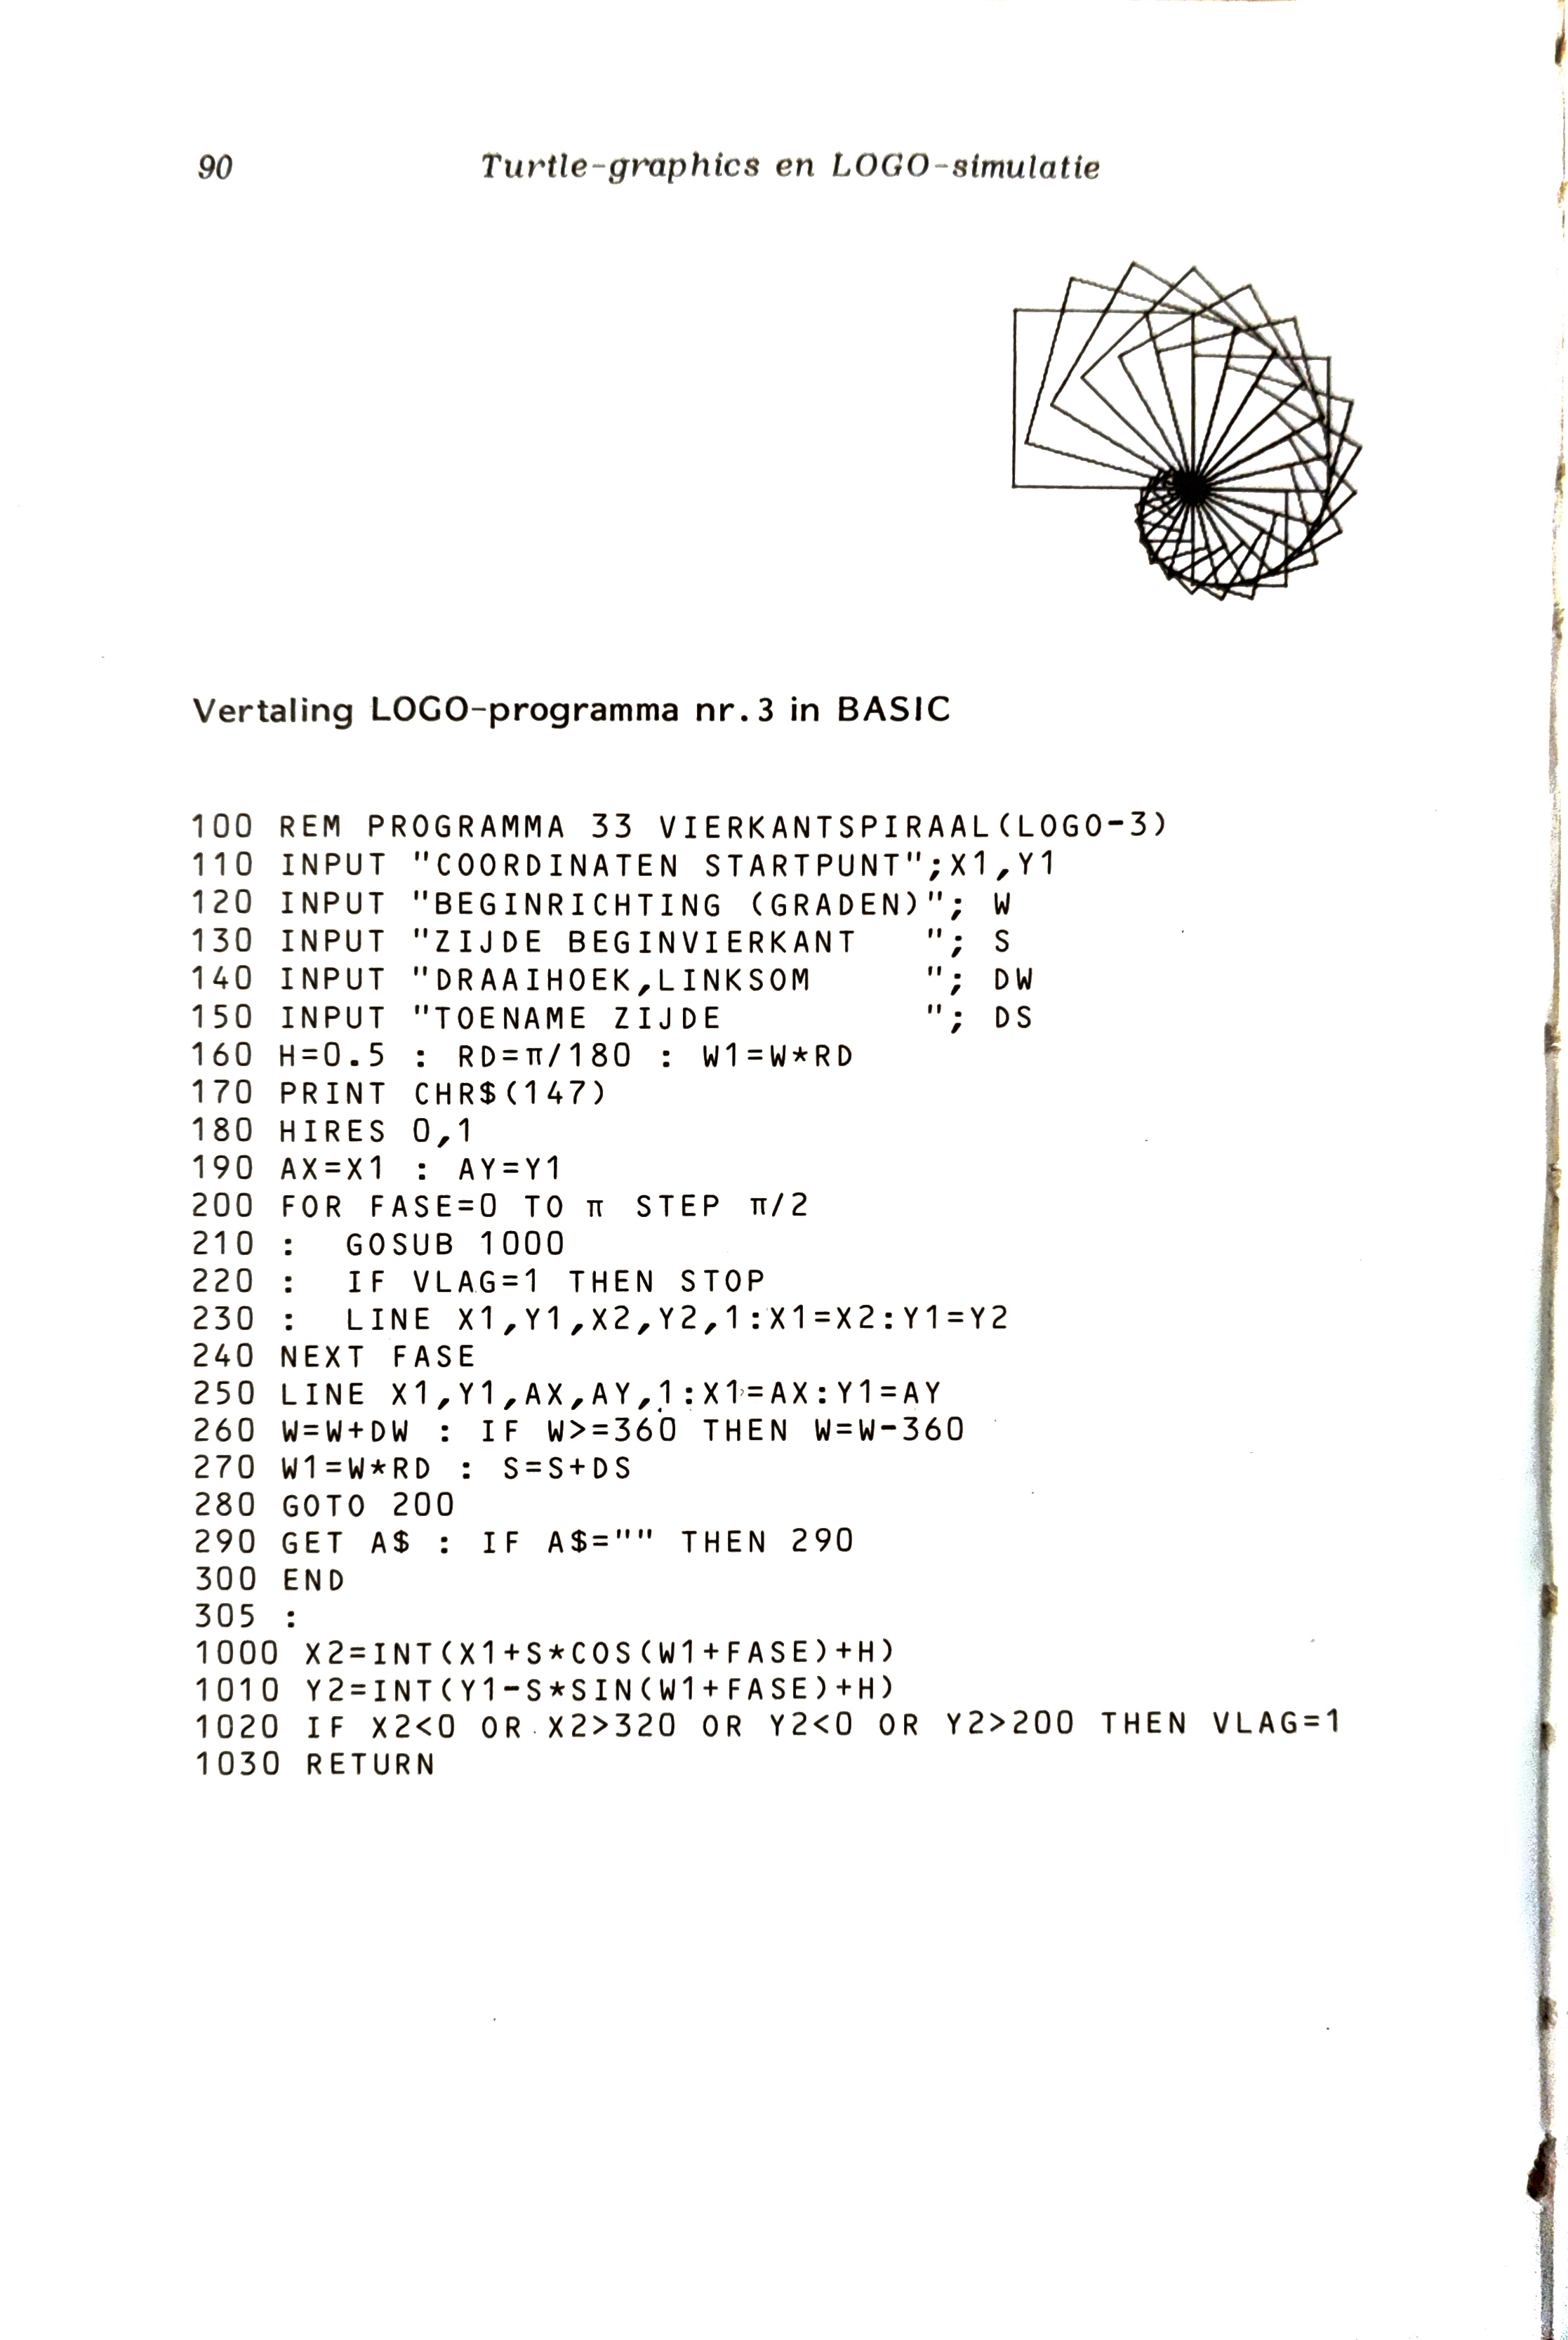 90 Turtle-graphics en LOGO-simulatie
Vertaling LOGO-programma nr.3 in BASIC
100 REM PROGRAMMA 33 VIERKANTSPIRAAL(LOGO-3)
110 INPUT "COORDINATEN STARTPUNT";X1,Y1
120 INPUT "BEGINRICHTING (GRADEN)"; W
130 INPUT "ZIJDE BEGINVIERKANT   "; S
140 INPUT "DRAAIHOEK,LINKSOM     "; DW
150 INPUT "TOENAME ZIJDE         "; DS
160 H=0.5 : RD=π/180 : W1=W*RD
170 PRINT CHR$(147)
180 HIRES 0,1
190 AX=X1 : AY=Y1
200 FOR FASE=0 TO π STEP π/2
210 :  GOSUB 1000
220 :  IF VLAG=1 THEN STOP
230 :  LINE X1,Y1,X2,Y2,1:X1=X2:Y1=Y2
240 NEXT FASE
250 LINE X1,Y1,AX,AY,1:X1=AX:Y1=AY
260 W=W+DW : IF W>=360 THEN W=W-360
270 W1=W*RD : S=S+DS
280 GOTO 200
290 GET A$ : IF A$="" THEN 290
300 END
305 :
1000 X2=INT(X1+S*COS(W1+FASE)+H)
1010 Y2=INT(Y1-S*SIN(W1+FASE)+H)
1020 IF X2<0 OR X2>320 OR Y2<0 OR Y2>200 THEN VLAG=1
1030 RETURN